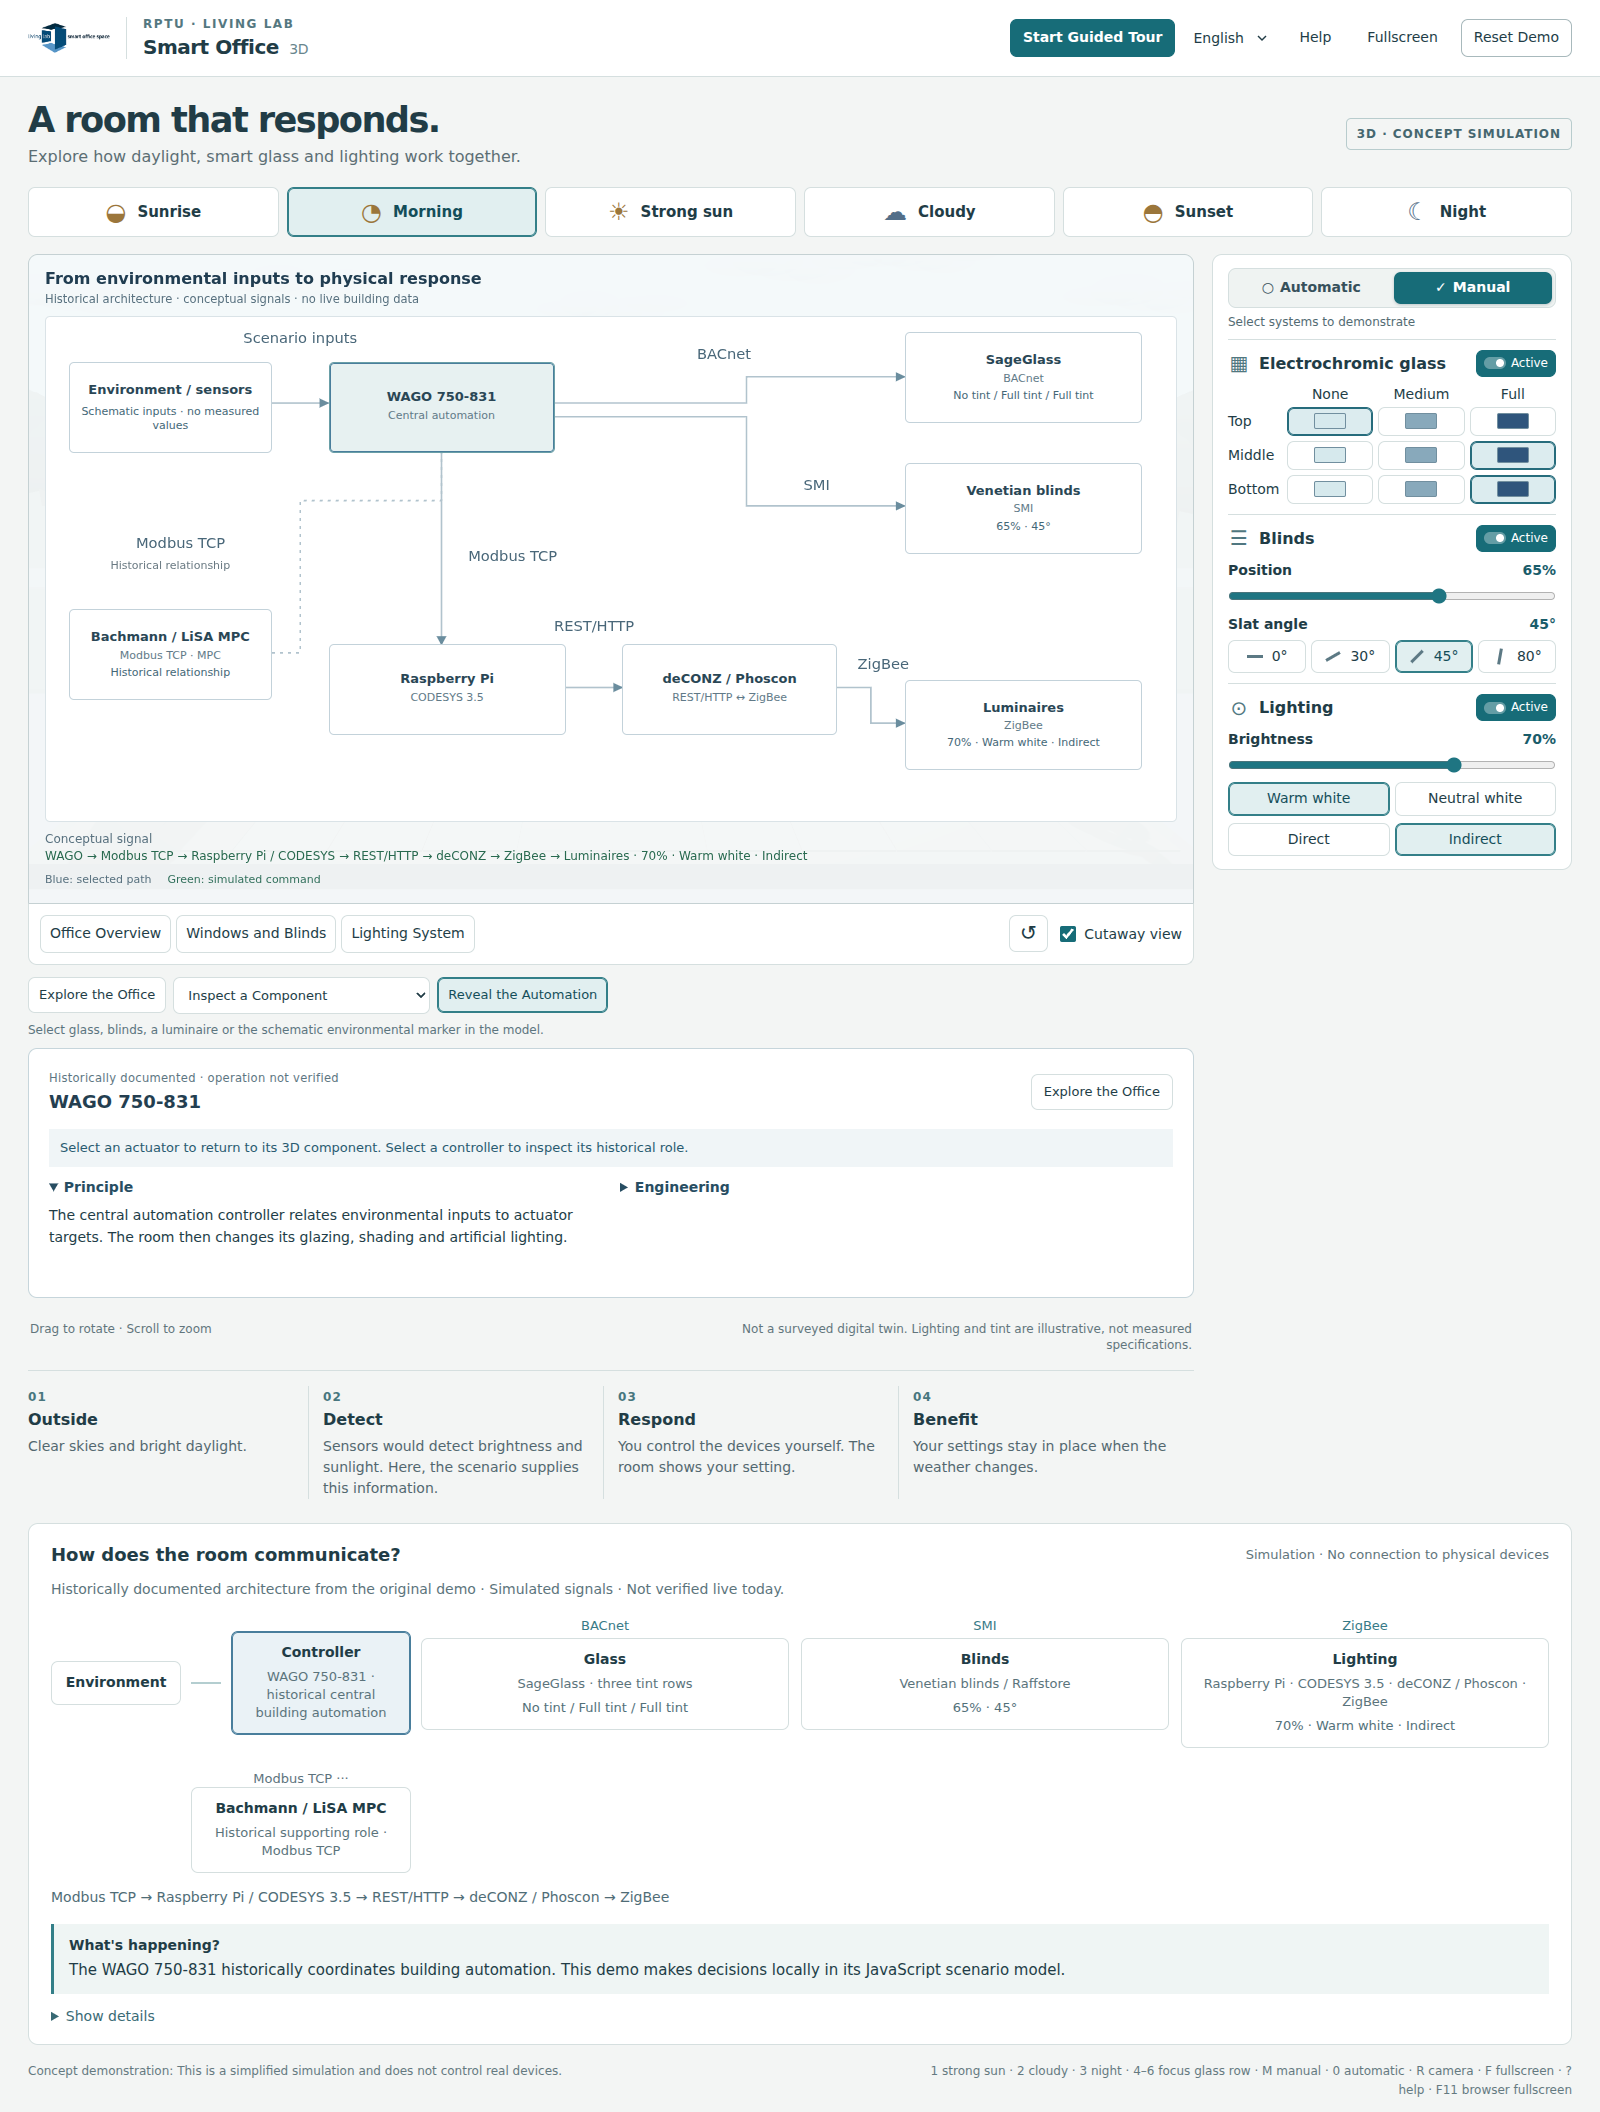 living lab smart office space
RPTU · LIVING LAB
Smart Office 3D
Start Guided Tour
English
Help
Fullscreen
Reset Demo
A room that responds.
Explore how daylight, smart glass and lighting work together.
3D · CONCEPT SIMULATION
Sunrise
Morning
Strong sun
Cloudy
Sunset
Night
From environmental inputs to physical response
Historical architecture · conceptual signals · no live building data
Scenario inputs
Environment / sensors
Schematic inputs · no measured
values
WAGO 750-831
Central automation
BACnet
SageGlass
BACnet
No tint / Full tint / Full tint
SMI
Venetian blinds
SMI
65% · 45°
Modbus TCP
Historical relationship
Modbus TCP
Bachmann / LiSA MPC
Modbus TCP · MPC
Historical relationship
REST/HTTP
Raspberry Pi
CODESYS 3.5
deCONZ / Phoscon
REST/HTTP ↔ ZigBee
ZigBee
Luminaires
ZigBee
70% · Warm white · Indirect
Conceptual signal
WAGO → Modbus TCP → Raspberry Pi / CODESYS → REST/HTTP → deCONZ → ZigBee → Luminaires · 70% · Warm white · Indirect
Blue: selected path Green: simulated command
Office Overview
Windows and Blinds
Lighting System
↺
Cutaway view
○ Automatic
✓ Manual
Select systems to demonstrate
Electrochromic glass
Active
None Medium Full
Top
Middle
Bottom
Blinds
Active
Position 65%
Slat angle 45°
0°
30°
45°
80°
Lighting
Active
Brightness 70%
Warm white
Neutral white
Direct
Indirect
Explore the Office
Inspect a Component
Reveal the Automation
Select glass, blinds, a luminaire or the schematic environmental marker in the model.
Historically documented · operation not verified
WAGO 750-831
Explore the Office
Select an actuator to return to its 3D component. Select a controller to inspect its historical role.
▼ Principle
The central automation controller relates environmental inputs to actuator
targets. The room then changes its glazing, shading and artificial lighting.
▶ Engineering
Drag to rotate · Scroll to zoom
Not a surveyed digital twin. Lighting and tint are illustrative, not measured
specifications.
01
Outside
Clear skies and bright daylight.
02
Detect
Sensors would detect brightness and
sunlight. Here, the scenario supplies
this information.
03
Respond
You control the devices yourself. The
room shows your setting.
04
Benefit
Your settings stay in place when the
weather changes.
How does the room communicate?
Simulation · No connection to physical devices
Historically documented architecture from the original demo · Simulated signals · Not verified live today.
Environment
Controller
WAGO 750-831 ·
historical central
building automation
BACnet
Glass
SageGlass · three tint rows
No tint / Full tint / Full tint
SMI
Blinds
Venetian blinds / Raffstore
65% · 45°
ZigBee
Lighting
Raspberry Pi · CODESYS 3.5 · deCONZ / Phoscon ·
ZigBee
70% · Warm white · Indirect
Modbus TCP ···
Bachmann / LiSA MPC
Historical supporting role ·
Modbus TCP
Modbus TCP → Raspberry Pi / CODESYS 3.5 → REST/HTTP → deCONZ / Phoscon → ZigBee
What's happening?
The WAGO 750-831 historically coordinates building automation. This demo makes decisions locally in its JavaScript scenario model.
▶ Show details
Concept demonstration: This is a simplified simulation and does not control real devices.
1 strong sun · 2 cloudy · 3 night · 4–6 focus glass row · M manual · 0 automatic · R camera · F fullscreen · ?
help · F11 browser fullscreen